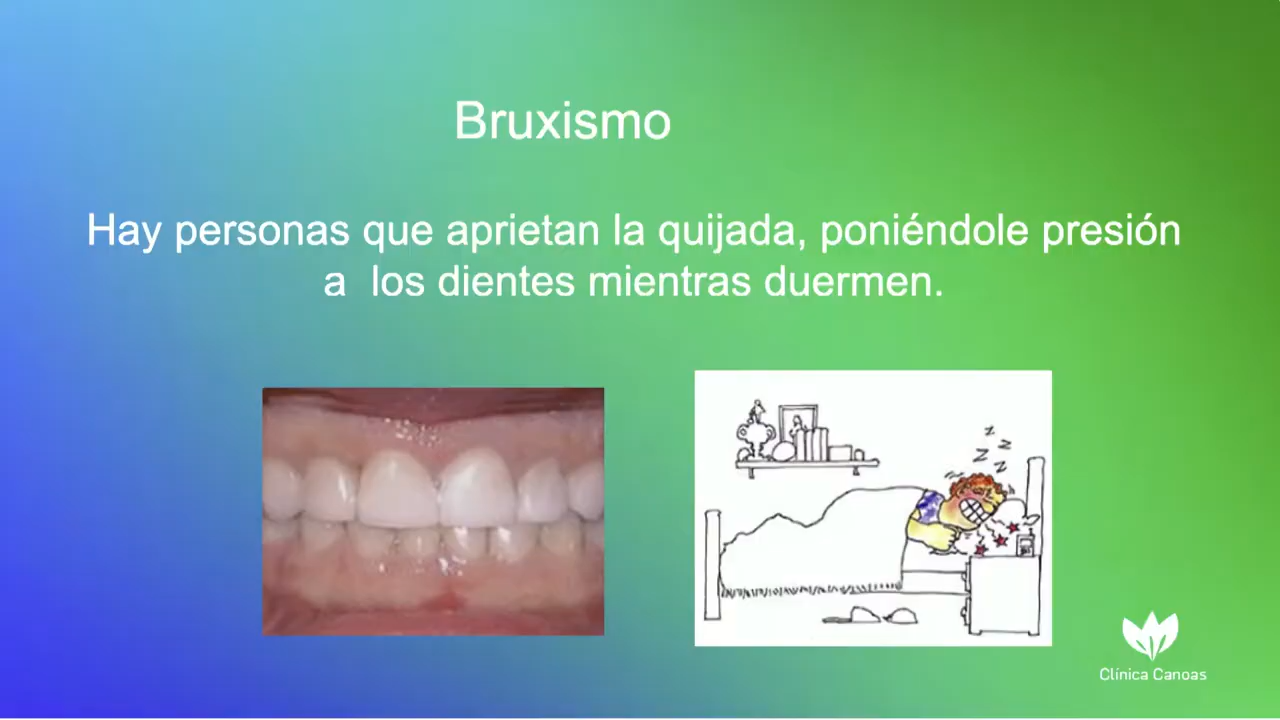 Bruxismo
Hay personas que aprietan la quijada, poniéndole presión
a  los dientes mientras duermen.
z
z
z
z
Clínica Canoas